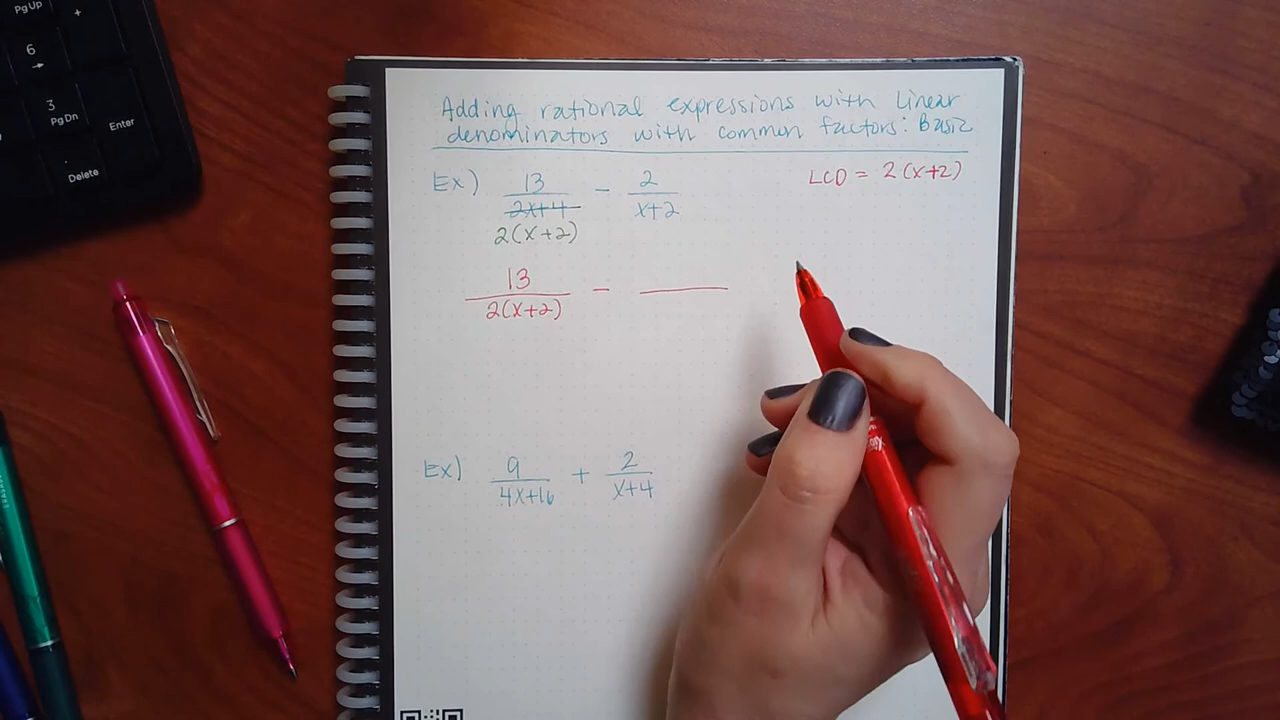 PgUp
+
6
→
3
PgDn
Enter
.
Delete
Adding rational expressions with linear
denominators with common factors: Basic
Ex) 13/(2x+4) - 2/(x+2)
2(x+2)
LCD = 2(x+2)
13/(2(x+2)) - ___
Ex) 9/(4x+16) + 2/(x+4)